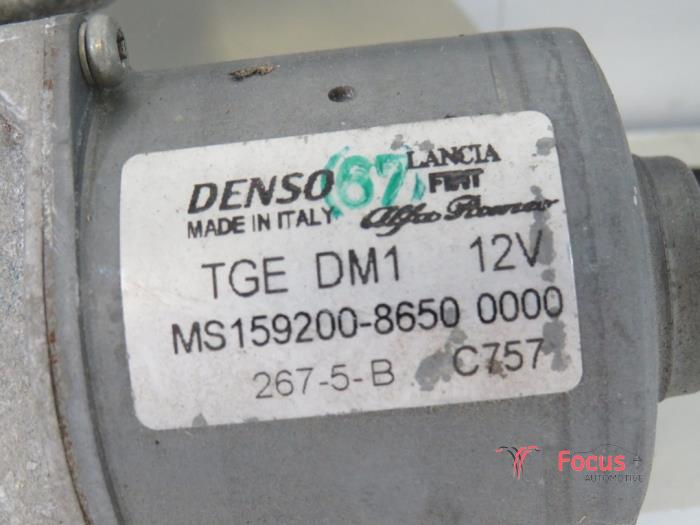 DENSO
(67)
LANCIA
FIAT
Alfa Romeo
MADE IN ITALY
TGE DM1 12V
MS159200-8650 0000
267-5-B C757
Focus
AUTOMOTIVE